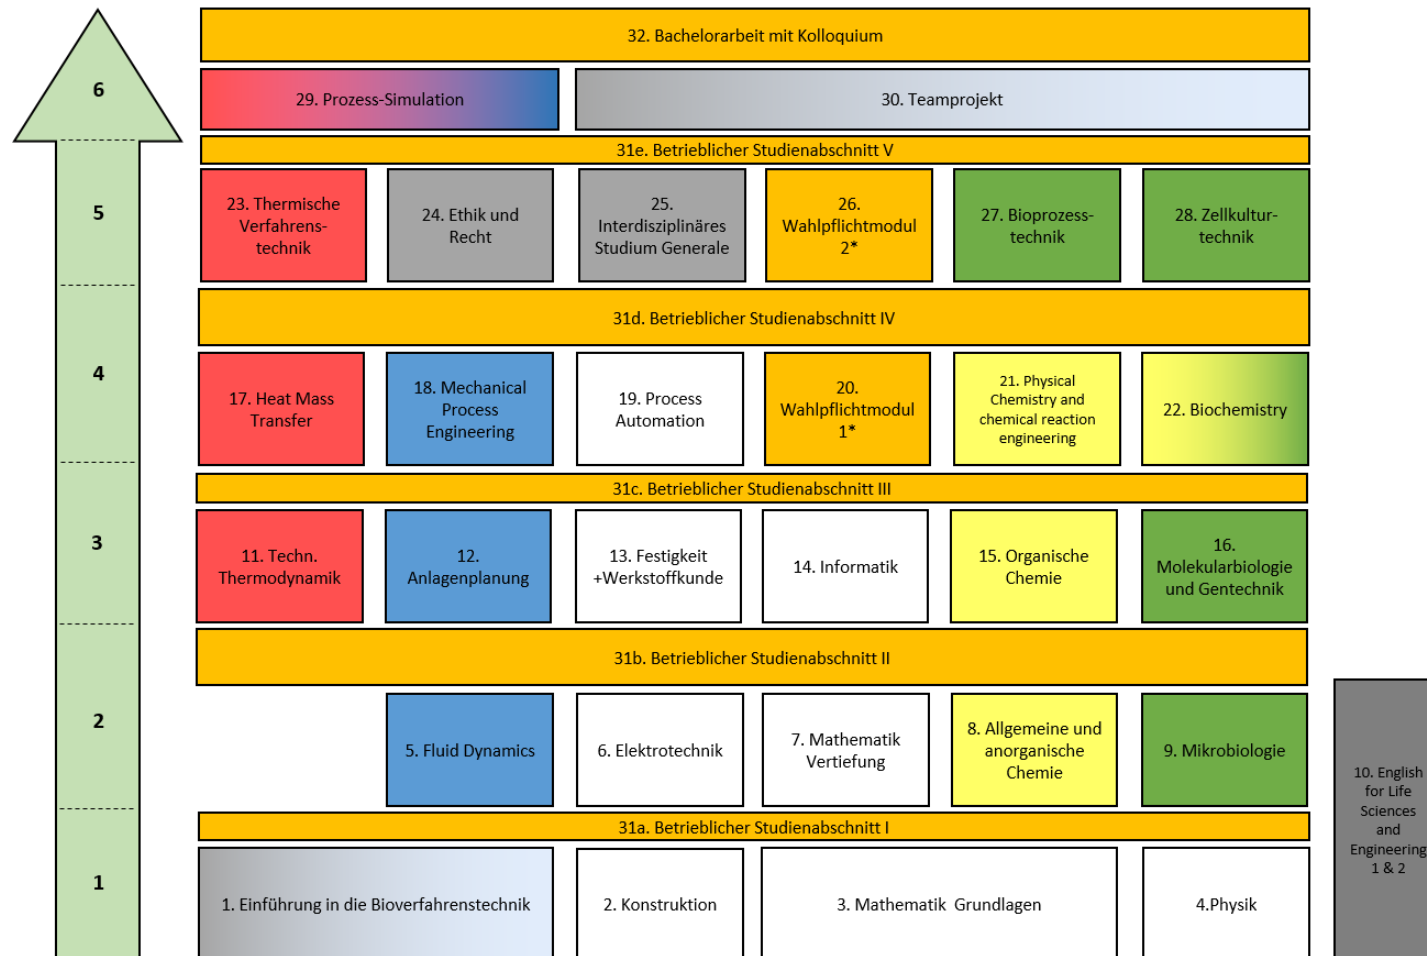 32. Bachelorarbeit mit Kolloquium
6
29. Prozess-Simulation
30. Teamprojekt
31e. Betrieblicher Studienabschnitt V
5
23. Thermische
Verfahrens-
technik
24. Ethik und
Recht
25.
Interdisziplinäres
Studium Generale
26.
Wahlpflichtmodul
2*
27. Bioprozess-
technik
28. Zellkultur-
technik
31d. Betrieblicher Studienabschnitt IV
4
17. Heat Mass
Transfer
18. Mechanical
Process
Engineering
19. Process
Automation
20.
Wahlpflichtmodul
1*
21. Physical
Chemistry and
chemical reaction
engineering
22. Biochemistry
31c. Betrieblicher Studienabschnitt III
3
11. Techn.
Thermodynamik
12.
Anlagenplanung
13. Festigkeit
+Werkstoffkunde
14. Informatik
15. Organische
Chemie
16.
Molekularbiologie
und Gentechnik
31b. Betrieblicher Studienabschnitt II
2
5. Fluid Dynamics
6. Elektrotechnik
7. Mathematik
Vertiefung
8. Allgemeine und
anorganische
Chemie
9. Mikrobiologie
10. English
for Life
Sciences
and
Engineering
1 & 2
31a. Betrieblicher Studienabschnitt I
1
1. Einführung in die Bioverfahrenstechnik
2. Konstruktion
3. Mathematik  Grundlagen
4.Physik